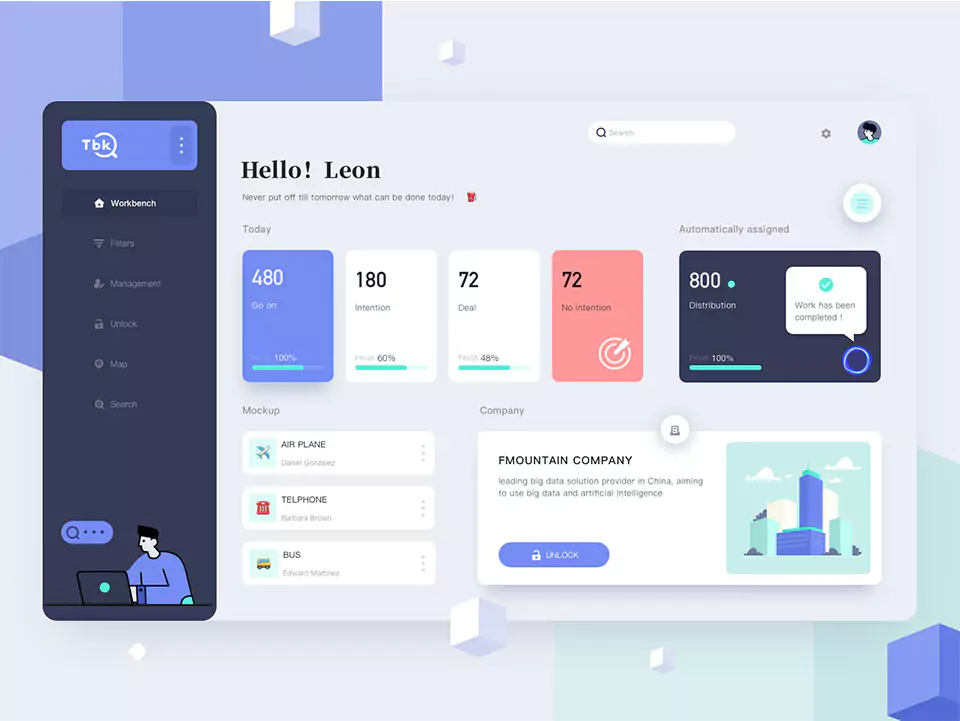 Tbk
Search
Hello! Leon
Never put off till tomorrow what can be done today!
Workbench
Filters
Management
Unlock
Map
Search
Today
480
Go on
Finish 100%
180
Intention
Finish 60%
72
Deal
Finish 48%
72
No intention
Automatically assigned
800
Distribution
Finish 100%
Work has been
completed !
Mockup
AIR PLANE
Daniel Gonzalez
TELPHONE
Barbara Brown
BUS
Edward Martinez
Company
FMOUNTAIN COMPANY
leading big data solution provider in China, aiming
to use big data and artificial intelligence
UNLOCK